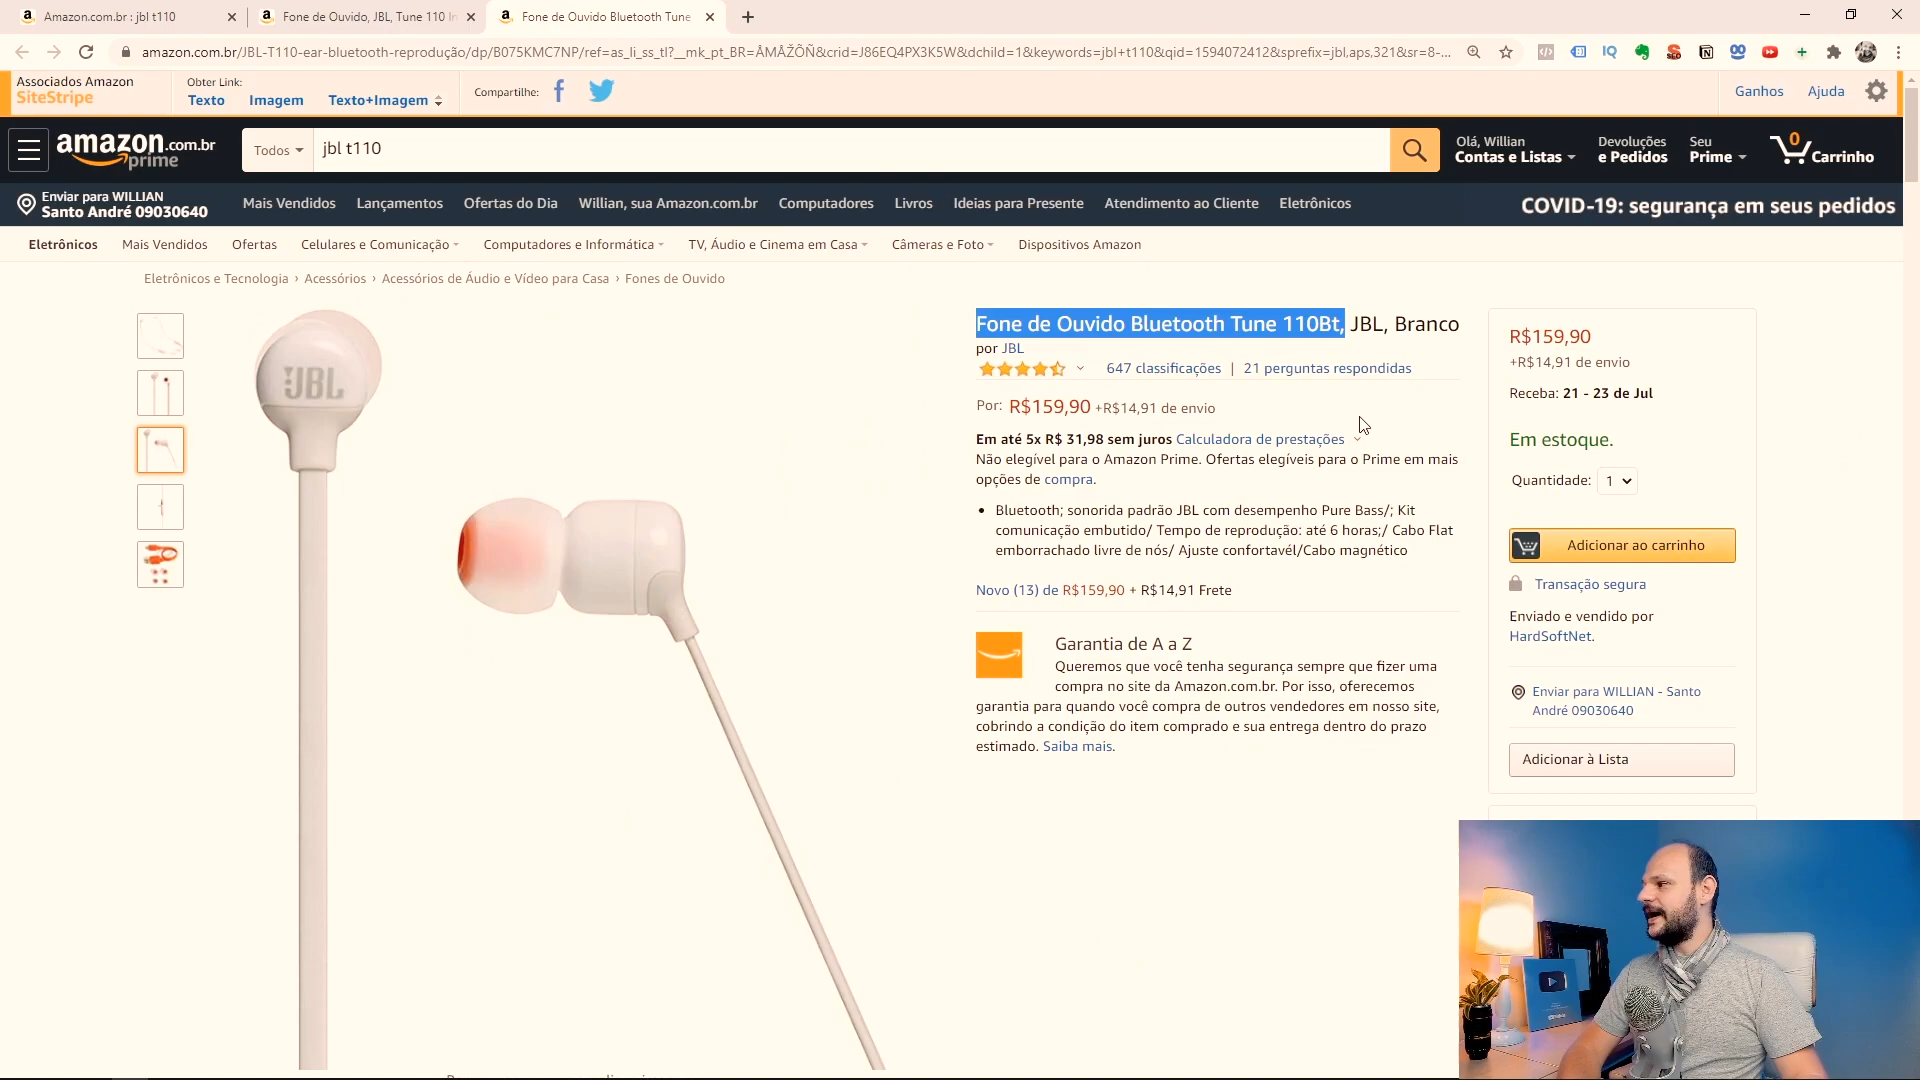 Amazon.com.br : jbl t110
Fone de Ouvido, JBL, Tune 110 In
Fone de Ouvido Bluetooth Tune
amazon.com.br/JBL-T110-ear-bluetooth-reprodução/dp/B075KMC7NP/ref=as_li_ss_tl?__mk_pt_BR=ÅMÅŽÕÑ&crid=J86EQ4PX3K5W&dchild=1&keywords=jbl+t110&qid=1594072412&sprefix=jbl,aps,321&sr=8-...
Associados Amazon
SiteStripe
Obter Link:
Texto Imagem Texto+Imagem
Compartilhe:
Ganhos Ajuda
amazon.com.br
prime
Todos
jbl t110
Olá, Willian
Contas e Listas
Devoluções
e Pedidos
Seu
Prime
0
Carrinho
Enviar para WILLIAN
Santo André 09030640
Mais Vendidos Lançamentos Ofertas do Dia Willian, sua Amazon.com.br Computadores Livros Ideias para Presente Atendimento ao Cliente Eletrônicos
COVID-19: segurança em seus pedidos
Eletrônicos Mais Vendidos Ofertas Celulares e Comunicação Computadores e Informática TV, Áudio e Cinema em Casa Câmeras e Foto Dispositivos Amazon
Eletrônicos e Tecnologia › Acessórios › Acessórios de Áudio e Vídeo para Casa › Fones de Ouvido
JBL
Fone de Ouvido Bluetooth Tune 110Bt, JBL, Branco
por JBL
647 classificações | 21 perguntas respondidas
Por: R$159,90 +R$14,91 de envio
Em até 5x R$ 31,98 sem juros Calculadora de prestações
Não elegível para o Amazon Prime. Ofertas elegíveis para o Prime em mais
opções de compra.
• Bluetooth; sonorida padrão JBL com desempenho Pure Bass/; Kit
comunicação embutido/ Tempo de reprodução: até 6 horas;/ Cabo Flat
emborrachado livre de nós/ Ajuste confortavél/Cabo magnético
Novo (13) de R$159,90 + R$14,91 Frete
Garantia de A a Z
Queremos que você tenha segurança sempre que fizer uma
compra no site da Amazon.com.br. Por isso, oferecemos
garantia para quando você compra de outros vendedores em nosso site,
cobrindo a condição do item comprado e sua entrega dentro do prazo
estimado. Saiba mais.
R$159,90
+R$14,91 de envio
Receba: 21 - 23 de Jul
Em estoque.
Quantidade: 1
Adicionar ao carrinho
Transação segura
Enviado e vendido por
HardSoftNet.
Enviar para WILLIAN - Santo
André 09030640
Adicionar à Lista